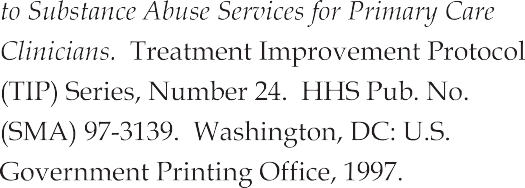 to Substance Abuse Services for Primary Care
Clinicians. Treatment Improvement Protocol
(TIP) Series, Number 24. HHS Pub. No.
(SMA) 97-3139. Washington, DC: U.S.
Government Printing Office, 1997.